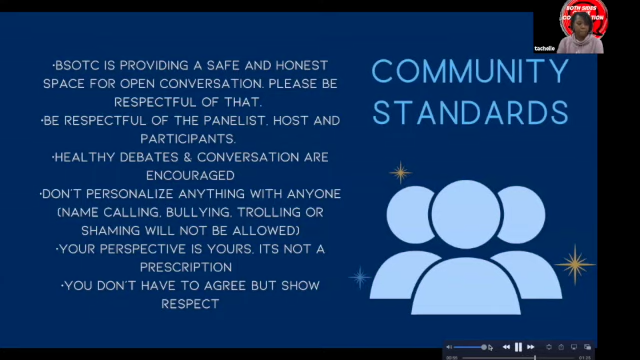 •BSOTC IS PROVIDING A SAFE AND HONEST
SPACE FOR OPEN CONVERSATION. PLEASE BE
RESPECTFUL OF THAT.
•BE RESPECTFUL OF THE PANELIST, HOST AND
PARTICIPANTS.
•HEALTHY DEBATES & CONVERSATION ARE
ENCOURAGED
•DON'T PERSONALIZE ANYTHING WITH ANYONE
(NAME CALLING, BULLYING, TROLLING OR
SHAMING WILL NOT BE ALLOWED)
•YOUR PERSPECTIVE IS YOURS, ITS NOT A
PRESCRIPTION
•YOU DON'T HAVE TO AGREE BUT SHOW
RESPECT
COMMUNITY
STANDARDS
BOTH SIDES
tachelle